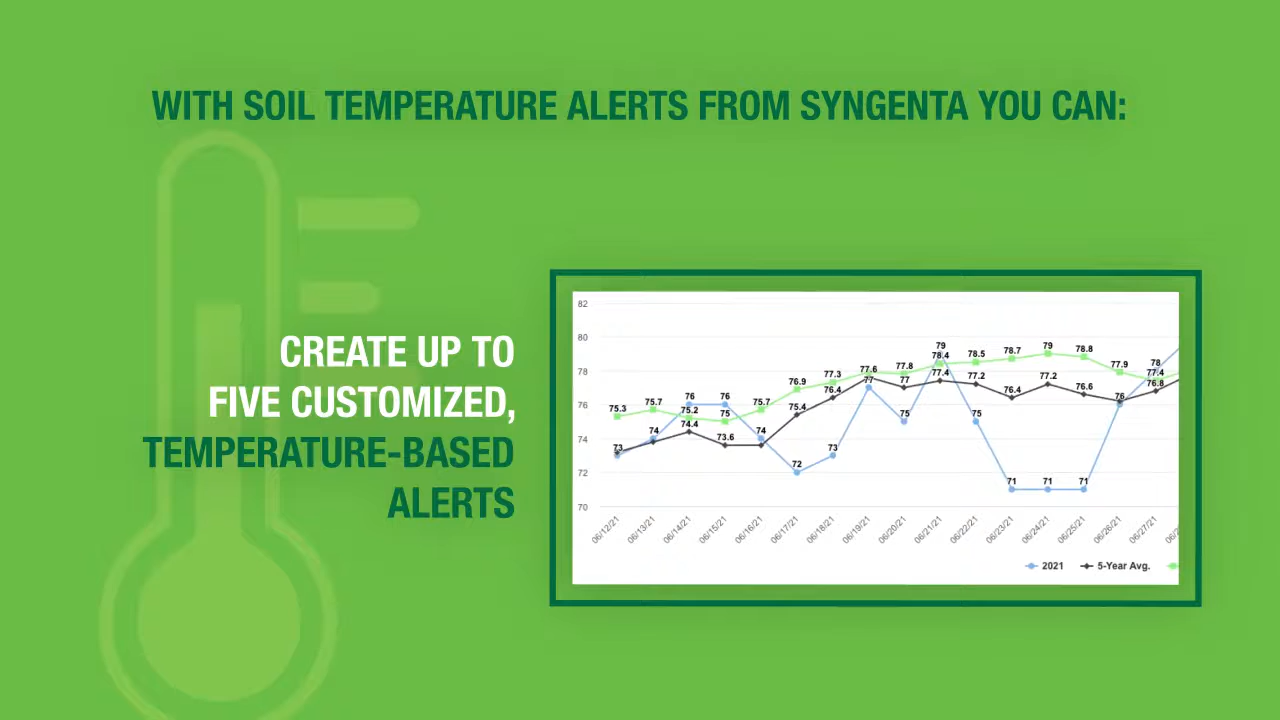 WITH SOIL TEMPERATURE ALERTS FROM SYNGENTA YOU CAN:
CREATE UP TO
FIVE CUSTOMIZED,
TEMPERATURE-BASED
ALERTS
82
80
78
76
74
72
70
75.3 75.7 75.2 75 75.7 76.9 77.3 77.6 77.8 78.4 78.5 78.7 79 78.8 77.9 77.4
73 74 76 76 74 72 73 77 75 79 75 71 71 71 76 78
74.4 73.6 75.4 76.4 77 77.4 77.2 76.4 77.2 76.6 76.8
06/12/21 06/13/21 06/14/21 06/15/21 06/16/21 06/17/21 06/18/21 06/19/21 06/20/21 06/21/21 06/22/21 06/23/21 06/24/21 06/25/21 06/26/21 06/27/21
2021 5-Year Avg.